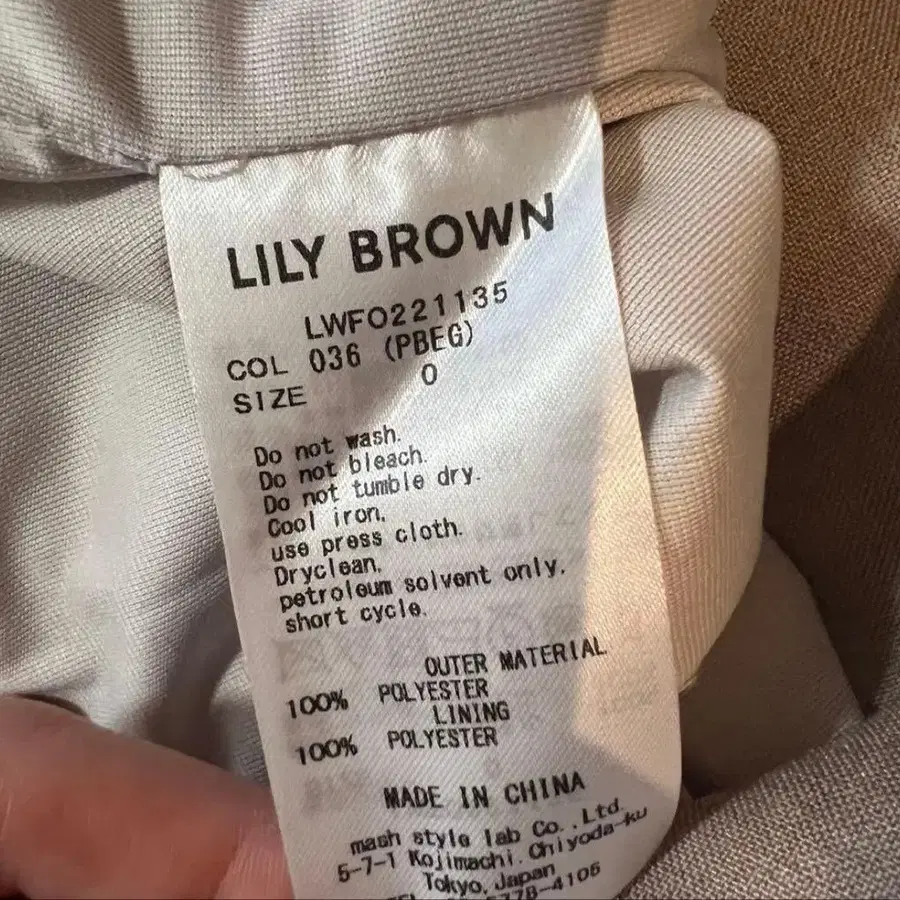 LILY BROWN
LWFO221135
COL 036 (PBEG)
SIZE 0
Do not wash.
Do not bleach.
Do not tumble dry.
Cool iron.
use press cloth.
Dryclean.
petroleum solvent only.
short cycle.
OUTER MATERIAL
100% POLYESTER
LINING
100% POLYESTER
MADE IN CHINA
mash style lab Co.,Ltd.
5-7-1 Kojimachi.Chiyoda-ku
Tokyo,Japan
778-4105